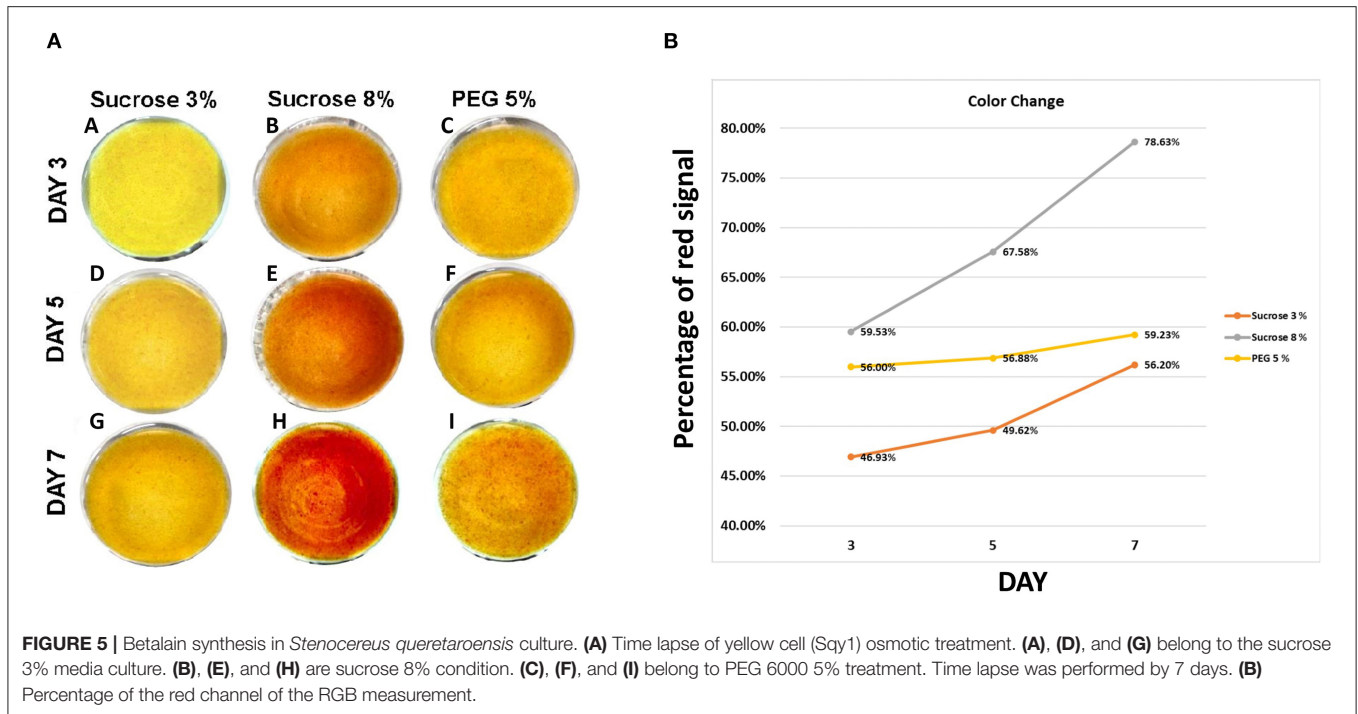 A
Sucrose 3% Sucrose 8% PEG 5%
A B C
DAY 3
D E F
DAY 5
G H I
DAY 7
B
Color Change
Percentage of red signal
80.00%
75.00%
70.00%
65.00%
60.00%
55.00%
50.00%
45.00%
40.00%
78.63%
67.58%
59.53%
59.23%
56.88%
56.00%
56.20%
49.62%
46.93%
Sucrose 3 %
Sucrose 8 %
PEG 5 %
3 5 7
DAY
FIGURE 5 | Betalain synthesis in Stenocereus queretaroensis culture. (A) Time lapse of yellow cell (Sqy1) osmotic treatment. (A), (D), and (G) belong to the sucrose
3% media culture. (B), (E), and (H) are sucrose 8% condition. (C), (F), and (I) belong to PEG 6000 5% treatment. Time lapse was performed by 7 days. (B)
Percentage of the red channel of the RGB measurement.